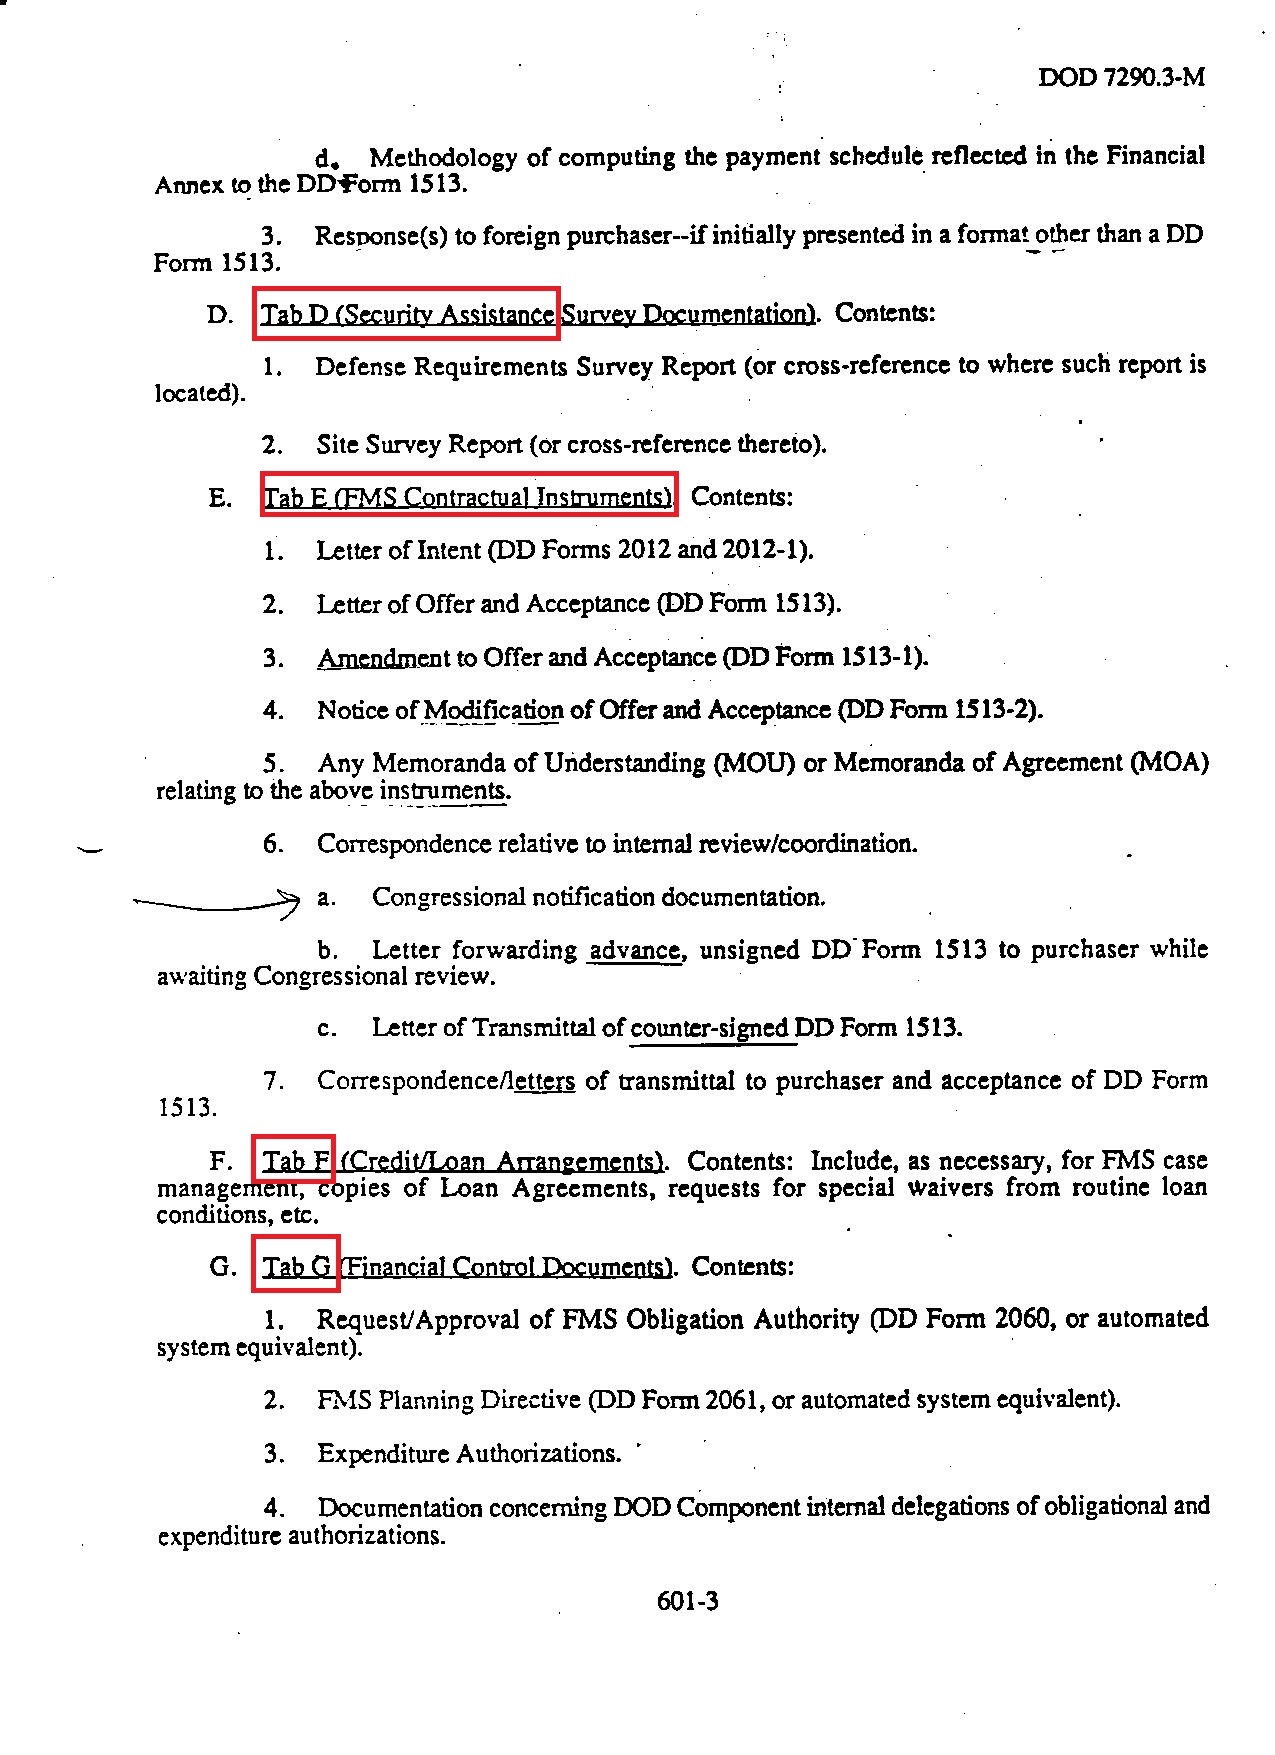 DOD 7290.3-M
d. Methodology of computing the payment schedule reflected in the Financial
Annex to the DD Form 1513.
3. Response(s) to foreign purchaser--if initially presented in a format other than a DD
Form 1513.
D. Tab D (Security Assistance Survey Documentation). Contents:
1. Defense Requirements Survey Report (or cross-reference to where such report is
located).
2. Site Survey Report (or cross-reference thereto).
E. Tab E (FMS Contractual Instruments). Contents:
1. Letter of Intent (DD Forms 2012 and 2012-1).
2. Letter of Offer and Acceptance (DD Form 1513).
3. Amendment to Offer and Acceptance (DD Form 1513-1).
4. Notice of Modification of Offer and Acceptance (DD Form 1513-2).
5. Any Memoranda of Understanding (MOU) or Memoranda of Agreement (MOA)
relating to the above instruments.
6. Correspondence relative to internal review/coordination.
a. Congressional notification documentation.
b. Letter forwarding advance, unsigned DD Form 1513 to purchaser while
awaiting Congressional review.
c. Letter of Transmittal of counter-signed DD Form 1513.
7. Correspondence/letters of transmittal to purchaser and acceptance of DD Form
1513.
F. Tab F (Credit/Loan Arrangements). Contents: Include, as necessary, for FMS case
management, copies of Loan Agreements, requests for special waivers from routine loan
conditions, etc.
G. Tab G (Financial Control Documents). Contents:
1. Request/Approval of FMS Obligation Authority (DD Form 2060, or automated
system equivalent).
2. FMS Planning Directive (DD Form 2061, or automated system equivalent).
3. Expenditure Authorizations.
4. Documentation concerning DOD Component internal delegations of obligational and
expenditure authorizations.
601-3